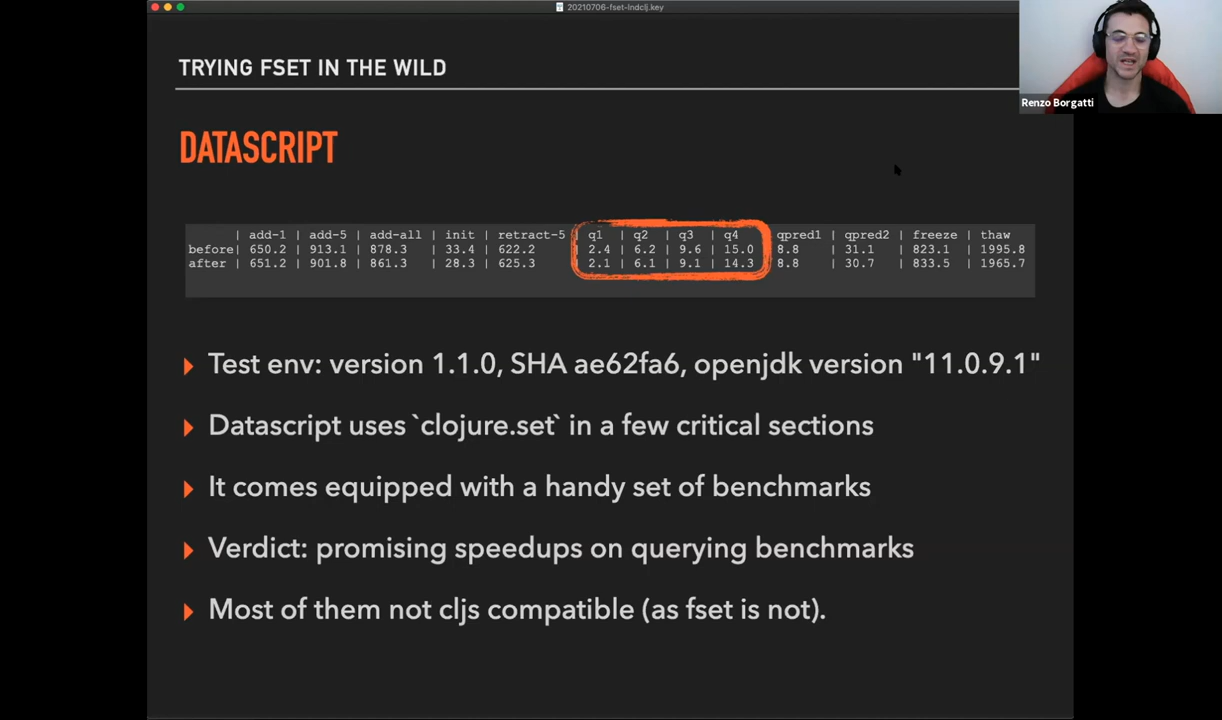 20210706-fset-lndclj.key
TRYING FSET IN THE WILD
Renzo Borgatti
DATASCRIPT
| add-1 | add-5 | add-all | init | retract-5 | q1 | q2 | q3 | q4 | qpred1 | qpred2 | freeze | thaw
before| 650.2 | 913.1 | 878.3 | 33.4 | 622.2 | 2.4 | 6.2 | 9.6 | 15.0 | 8.8 | 31.1 | 823.1 | 1995.8
after | 651.2 | 901.8 | 861.3 | 28.3 | 625.3 | 2.1 | 6.1 | 9.1 | 14.3 | 8.8 | 30.7 | 833.5 | 1965.7
Test env: version 1.1.0, SHA ae62fa6, openjdk version "11.0.9.1"
Datascript uses `clojure.set` in a few critical sections
It comes equipped with a handy set of benchmarks
Verdict: promising speedups on querying benchmarks
Most of them not cljs compatible (as fset is not).